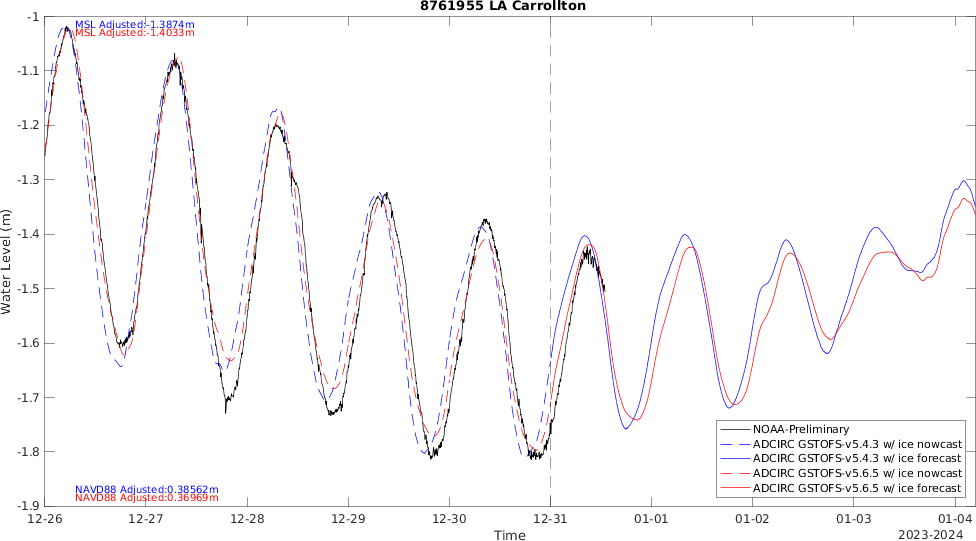 8761955 LA Carrollton
MSL Adjusted:-1.3874m
MSL Adjusted:-1.4033m
-1
-1.1
-1.2
-1.3
-1.4
-1.5
-1.6
-1.7
-1.8
-1.9
Water Level (m)
NOAA-Preliminary
ADCIRC GSTOFS-v5.4.3 w/ ice nowcast
ADCIRC GSTOFS-v5.4.3 w/ ice forecast
ADCIRC GSTOFS-v5.6.5 w/ ice nowcast
ADCIRC GSTOFS-v5.6.5 w/ ice forecast
NAVD88 Adjusted:0.38562m
NAVD88 Adjusted:0.36969m
12-26 12-27 12-28 12-29 12-30 12-31 01-01 01-02 01-03 01-04
Time
2023-2024